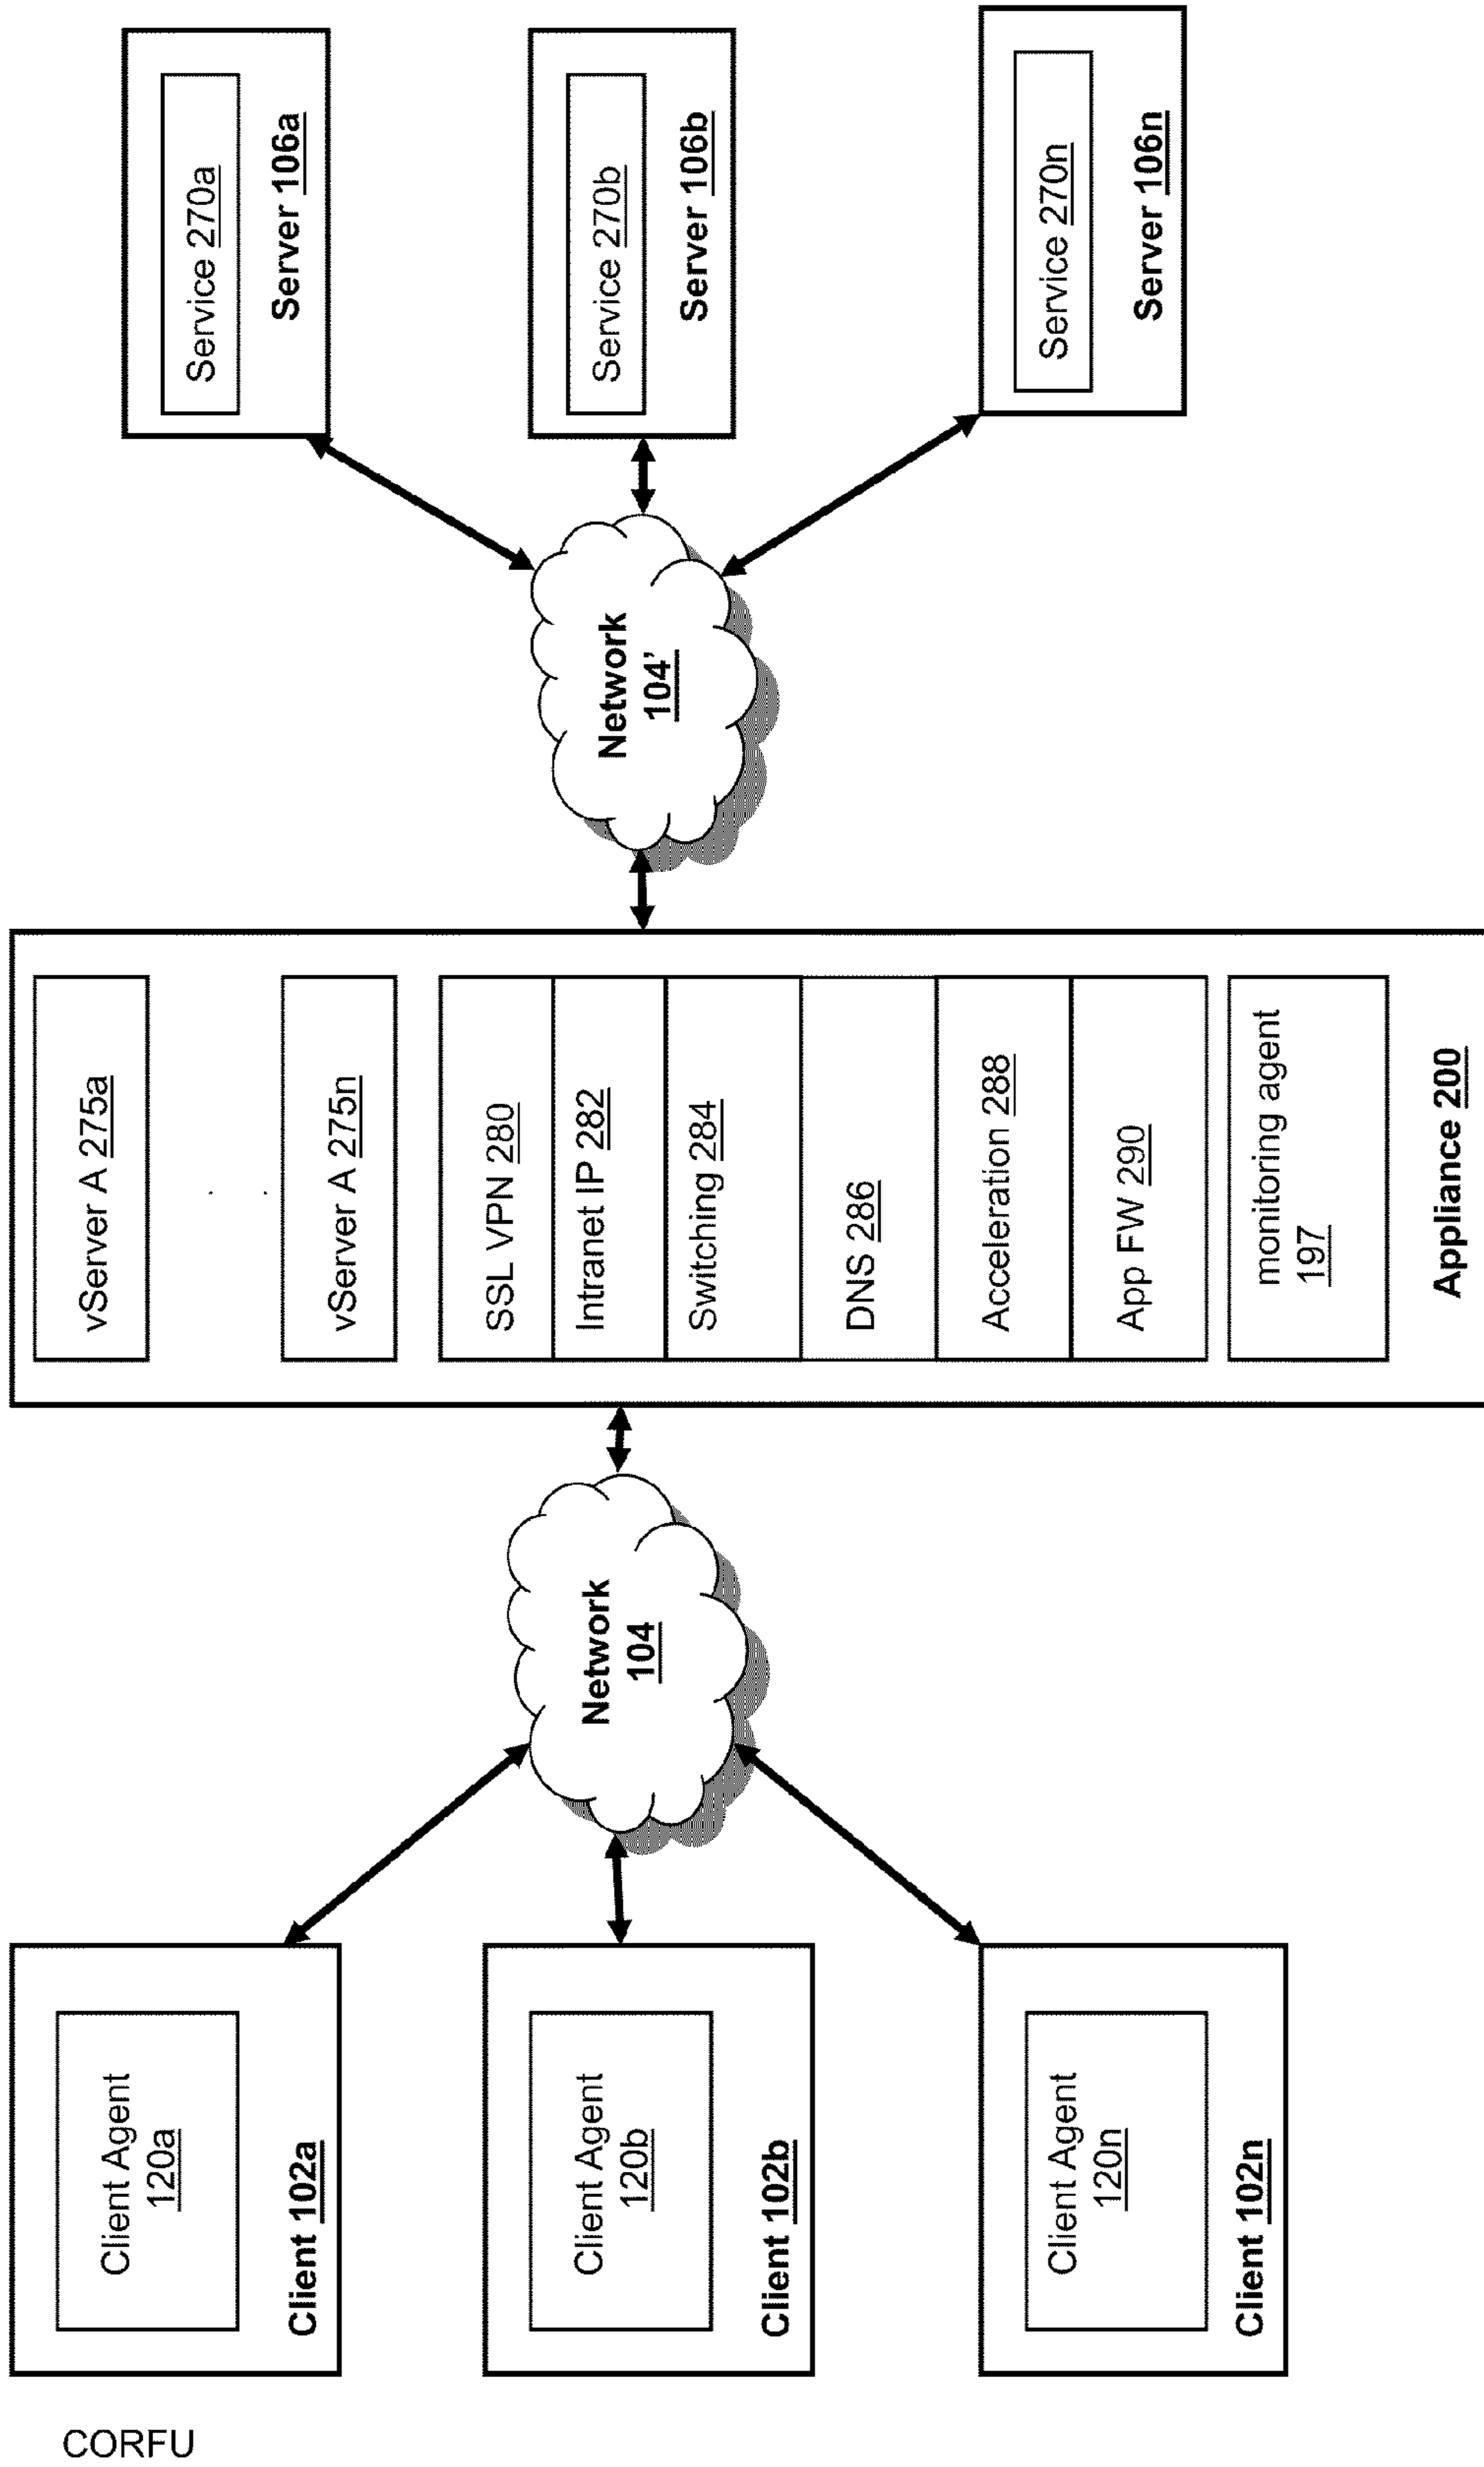 CORFU
Client Agent
120a
Client 102a
Client Agent
120b
Client 102b
Client Agent
120n
Client 102n
Network
104
vServer A 275a
vServer A 275n
SSL VPN 280
Intranet IP 282
Switching 284
DNS 286
Acceleration 288
App FW 290
monitoring agent
197
Appliance 200
Network
104'
Service 270a
Server 106a
Service 270b
Server 106b
Service 270n
Server 106n